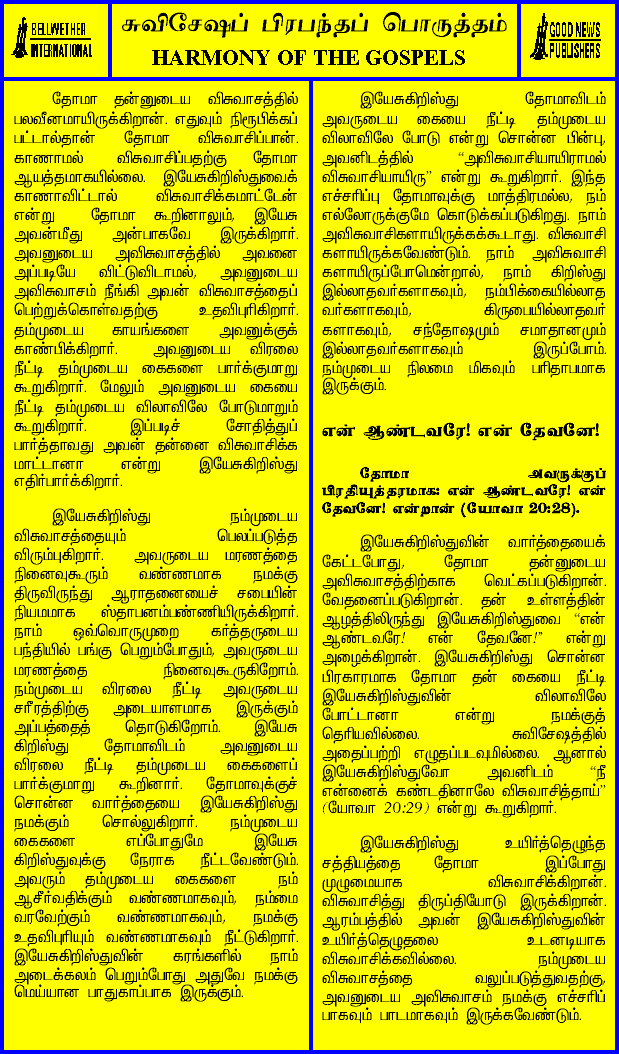 BELLWETHER
INTERNATIONAL
சுவிசேஷப் பிரபந்தப் பொருத்தம்
HARMONY OF THE GOSPELS
GOOD NEWS
PUBLISHERS
தோமா தன்னுடைய விசுவாசத்தில்
பலவீனமாயிருக்கிறான். எதுவும் நிரூபிக்கப்
பட்டால்தான் தோமா விசுவாசிப்பான்.
காணாமல் விசுவாசிப்பதற்கு தோமா
ஆயத்தமாகயில்லை. இயேசுகிறிஸ்துவைக்
காணாவிட்டால் விசுவாசிக்கமாட்டேன்
என்று தோமா கூறினாலும், இயேசு
அவன்மீது அன்பாகவே இருக்கிறார்.
அவனுடைய அவிசுவாசத்தில் அவனை
அப்படியே விட்டுவிடாமல், அவனுடைய
அவிசுவாசம் நீங்கி அவன் விசுவாசத்தைப்
பெற்றுக்கொள்வதற்கு உதவிபுரிகிறார்.
தம்முடைய காயங்களை அவனுக்குக்
காண்பிக்கிறார். அவனுடைய விரலை
நீட்டி தம்முடைய கைகளை பார்க்குமாறு
கூறுகிறார். மேலும் அவனுடைய கையை
நீட்டி தம்முடைய விலாவிலே போடுமாறும்
கூறுகிறார். இப்படிச் சோதித்துப்
பார்த்தாவது அவன் தன்னை விசுவாசிக்க
மாட்டானா என்று இயேசுகிறிஸ்து
எதிர்பார்க்கிறார்.
இயேசுகிறிஸ்து நம்முடைய
விசுவாசத்தையும் பெலப்படுத்த
விரும்புகிறார். அவருடைய மரணத்தை
நினைவுகூரும் வண்ணமாக நமக்கு
திருவிருந்து ஆராதனையைச் சபையின்
நியமமாக ஸ்தாபனம்பண்ணியிருக்கிறார்.
நாம் ஒவ்வொருமுறை கர்த்தருடைய
பந்தியில் பங்கு பெறும்போதும், அவருடைய
மரணத்தை நினைவுகூருகிறோம்.
நம்முடைய விரலை நீட்டி அவருடைய
சரீரத்திற்கு அடையாளமாக இருக்கும்
அப்பத்தைத் தொடுகிறோம். இயேசு
கிறிஸ்து தோமாவிடம் அவனுடைய
விரலை நீட்டி தம்முடைய கைகளைப்
பார்க்குமாறு கூறினார். தோமாவுக்குச்
சொன்ன வார்த்தையை இயேசுகிறிஸ்து
நமக்கும் சொல்லுகிறார். நம்முடைய
கைகளை எப்போதுமே இயேசு
கிறிஸ்துவுக்கு நேராக நீட்டவேண்டும்.
அவரும் தம்முடைய கைகளை நம்
ஆசீர்வதிக்கும் வண்ணமாகவும், நம்மை
வரவேற்கும் வண்ணமாகவும், நமக்கு
உதவிபுரியும் வண்ணமாகவும் நீட்டுகிறார்.
இயேசுகிறிஸ்துவின் கரங்களில் நாம்
அடைக்கலம் பெறும்போது அதுவே நமக்கு
மெய்யான பாதுகாப்பாக இருக்கும்.
இயேசுகிறிஸ்து தோமாவிடம்
அவருடைய கையை நீட்டி தம்முடைய
விலாவிலே போடு என்று சொன்ன பின்பு,
அவனிடத்தில் “அவிசுவாசியாயிராமல்
விசுவாசியாயிரு” என்று கூறுகிறார். இந்த
எச்சரிப்பு தோமாவுக்கு மாத்திரமல்ல, நம்
எல்லோருக்குமே கொடுக்கப்படுகிறது. நாம்
அவிசுவாசிகளாயிருக்கக்கூடாது. விசுவாசி
களாயிருக்கவேண்டும். நாம் அவிசுவாசி
களாயிருப்போமென்றால், நாம் கிறிஸ்து
இல்லாதவர்களாகவும், நம்பிக்கையில்லாத
வர்களாகவும், கிருபையில்லாதவர்
களாகவும், சந்தோஷமும் சமாதானமும்
இல்லாதவர்களாகவும் இருப்போம்.
நம்முடைய நிலமை மிகவும் பரிதாபமாக
இருக்கும்.
என் ஆண்டவரே! என் தேவனே!
தோமா அவருக்குப்
பிரதியுத்தரமாக: என் ஆண்டவரே! என்
தேவனே! என்றான் (யோவா 20:28).
இயேசுகிறிஸ்துவின் வார்த்தையைக்
கேட்டபோது, தோமா தன்னுடைய
அவிசுவாசத்திற்காக வெட்கப்படுகிறான்.
வேதனைப்படுகிறான். தன் உள்ளத்தின்
ஆழத்திலிருந்து இயேசுகிறிஸ்துவை “என்
ஆண்டவரே! என் தேவனே!” என்று
அழைக்கிறான். இயேசுகிறிஸ்து சொன்ன
பிரகாரமாக தோமா தன் கையை நீட்டி
இயேசுகிறிஸ்துவின் விலாவிலே
போட்டானா என்று நமக்குத்
தெரியவில்லை. சுவிசேஷத்தில்
அதைப்பற்றி எழுதப்படவுமில்லை. ஆனால்
இயேசுகிறிஸ்துவோ அவனிடம் “நீ
என்னைக் கண்டதினாலே விசுவாசித்தாய்”
(யோவா 20:29) என்று கூறுகிறார்.
இயேசுகிறிஸ்து உயிர்த்தெழுந்த
சத்தியத்தை தோமா இப்போது
முழுமையாக விசுவாசிக்கிறான்.
விசுவாசித்து திருப்தியோடு இருக்கிறான்.
ஆரம்பத்தில் அவன் இயேசுகிறிஸ்துவின்
உயிர்த்தெழுதலை உடனடியாக
விசுவாசிக்கவில்லை. நம்முடைய
விசுவாசத்தை வலுப்படுத்துவதற்கு,
அவனுடைய அவிசுவாசம் நமக்கு எச்சரிப்
பாகவும் பாடமாகவும் இருக்கவேண்டும்.